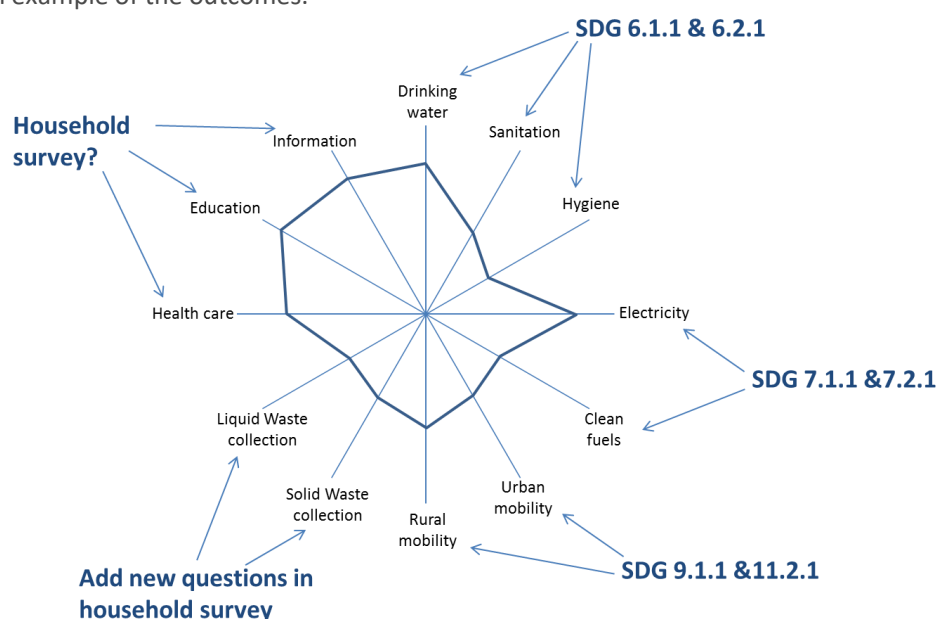 example of the outcomes.
SDG 6.1.1 & 6.2.1
Drinking
water
Sanitation
Hygiene
Household
survey?
Information
Education
Health care
Electricity
SDG 7.1.1 &7.2.1
Clean
fuels
Urban
mobility
Rural
mobility
SDG 9.1.1 &11.2.1
Liquid Waste
collection
Solid Waste
collection
Add new questions in
household survey